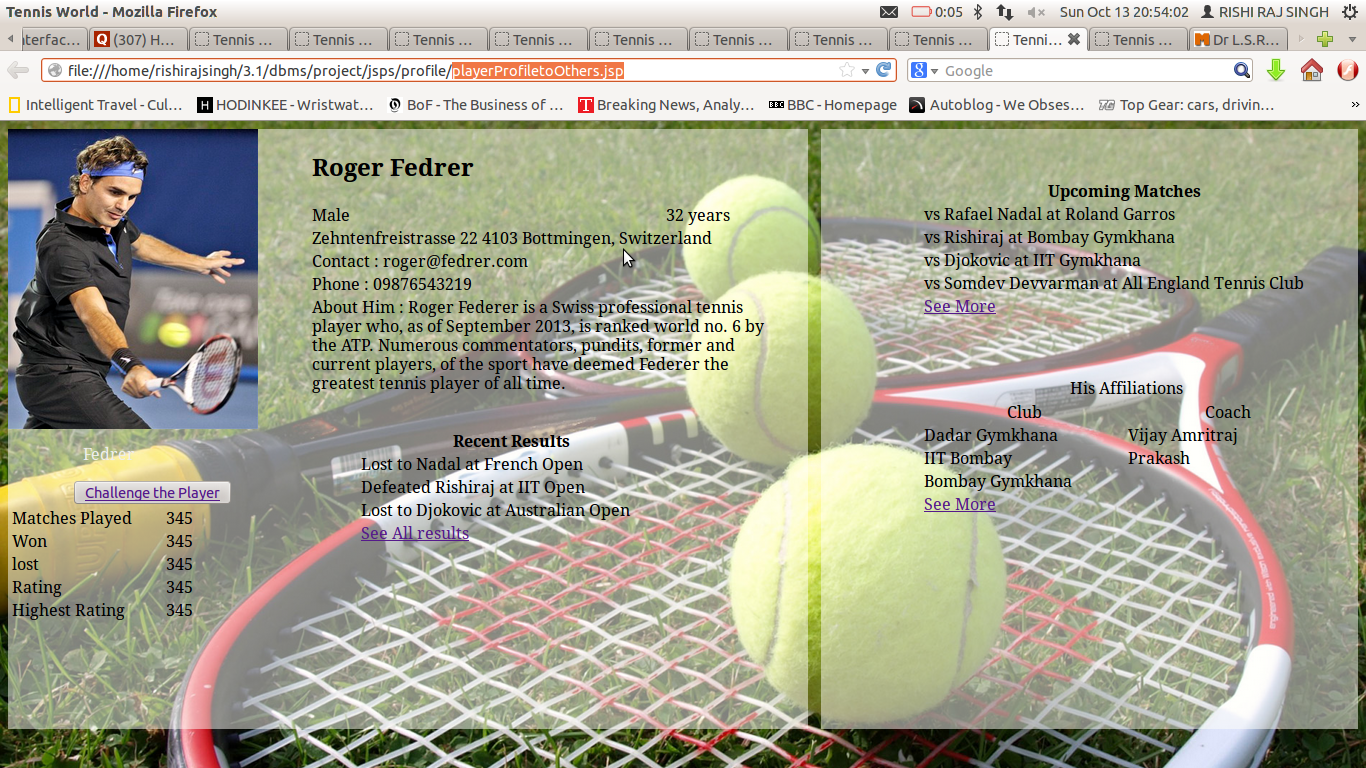 Tennis World - Mozilla Firefox
0:05
Sun Oct 13 20:54:02
RISHI RAJ SINGH
nterfac...
(307) H...
Tennis ...
Tennis ...
Tennis ...
Tennis ...
Tennis ...
Tennis ...
Tennis ...
Tennis ...
Tenni...
Tennis ...
Dr L.S.R...
file:///home/rishirajsingh/3.1/dbms/project/jsps/profile/playerProfiletoOthers.jsp
Google
Intelligent Travel - Cul...
HODINKEE - Wristwat...
BoF - The Business of ...
Breaking News, Analy...
BBC - Homepage
Autoblog - We Obses...
Top Gear: cars, drivin...
Roger Fedrer
Male 32 years
Zehntenfreistrasse 22 4103 Bottmingen, Switzerland
Contact : roger@fedrer.com
Phone : 09876543219
About Him : Roger Federer is a Swiss professional tennis
player who, as of September 2013, is ranked world no. 6 by
the ATP. Numerous commentators, pundits, former and
current players, of the sport have deemed Federer the
greatest tennis player of all time.
Fedrer
Challenge the Player
Matches Played 345
Won 345
lost 345
Rating 345
Highest Rating 345
Recent Results
Lost to Nadal at French Open
Defeated Rishiraj at IIT Open
Lost to Djokovic at Australian Open
See All results
Upcoming Matches
vs Rafael Nadal at Roland Garros
vs Rishiraj at Bombay Gymkhana
vs Djokovic at IIT Gymkhana
vs Somdev Devvarman at All England Tennis Club
See More
His Affiliations
Club Coach
Dadar Gymkhana Vijay Amritraj
IIT Bombay Prakash
Bombay Gymkhana
See More